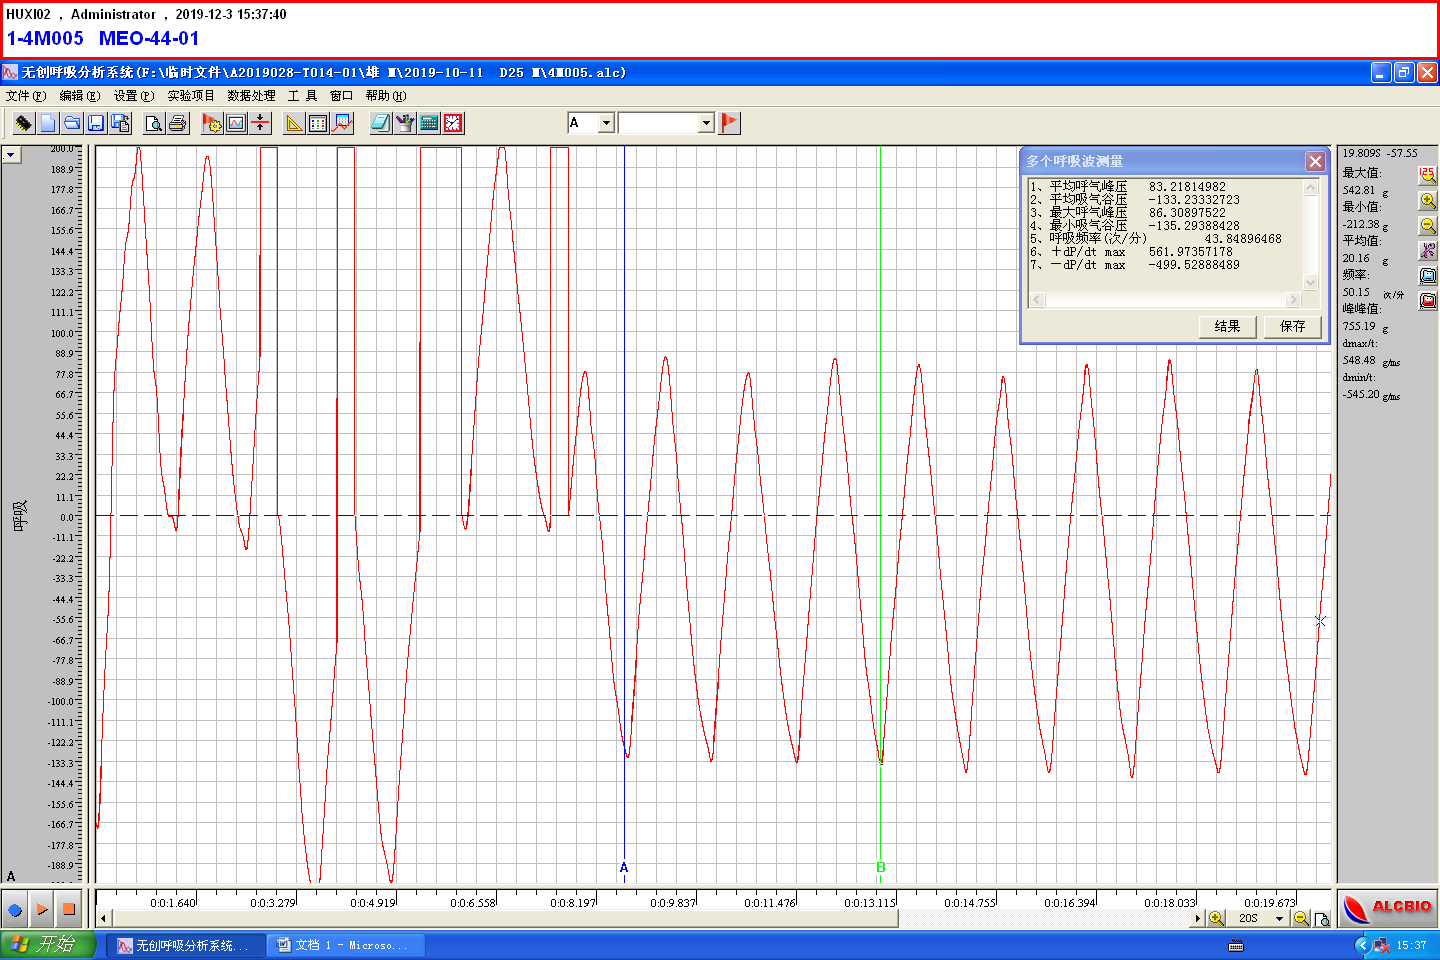 HUXI02 , Administrator , 2019-12-3 15:37:40
1-4M005 MEO-44-01
无创呼吸分析系统(F:\临时文件\A2019028-T014-01\雄 M\2019-10-11 D25 M\4M005.alc)
文件(F) 编辑(E) 设置(P) 实验项目 数据处理 工 具 窗口 帮助(H)
A
200.0
188.9
177.8
166.7
155.6
144.4
133.3
122.2
111.1
100.0
88.9
77.8
66.7
55.6
44.4
33.3
22.2
11.1
0.0
-11.1
-22.2
-33.3
-44.4
-55.6
-66.7
-77.8
-88.9
-100.0
-111.1
-122.2
-133.3
-144.4
-155.6
-166.7
-177.8
-188.9
呼吸
A
多个呼吸波测量
1、平均呼气峰压 83.21814982
2、平均吸气谷压 -133.23332723
3、最大呼气峰压 86.30897522
4、最小吸气谷压 -135.29388428
5、呼吸频率(次/分) 43.84896468
6、＋dP/dt max 561.97357178
7、－dP/dt max -499.52888489
结果 保存
A
B
19.809S -57.55
最大值:
542.81 g
最小值:
-212.38 g
平均值:
20.16 g
频率:
50.15 次/分
峰峰值:
755.19 g
dmax/t:
548.48 g/ms
dmin/t:
-545.20 g/ms
125
0:0:1.640 0:0:3.279 0:0:4.919 0:0:6.558 0:0:8.197 0:0:9.837 0:0:11.476 0:0:13.115 0:0:14.755 0:0:16.394 0:0:18.033 0:0:19.673
20S
ALCBIO
开始
无创呼吸分析系统...
文档 1 - Microso...
15:37